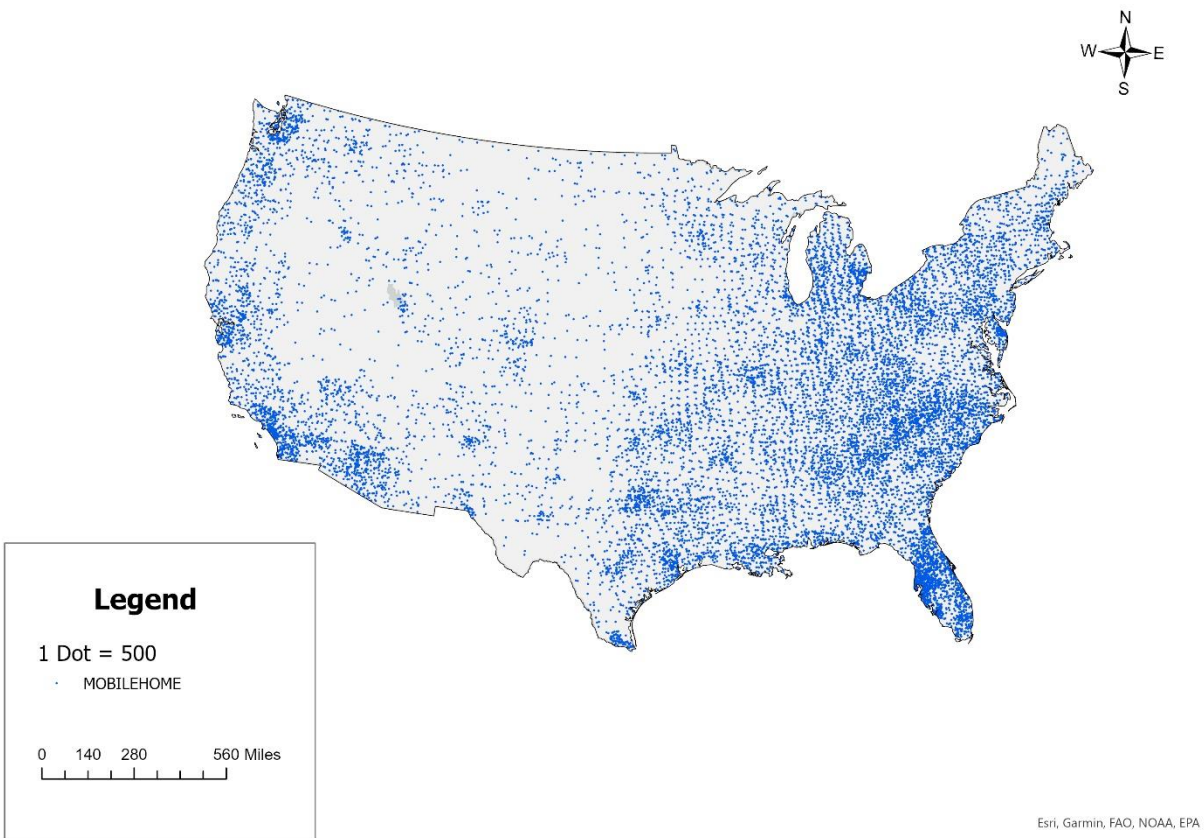 N
W E
S
Legend
1 Dot = 500
MOBILEHOME
0 140 280 560 Miles
Esri, Garmin, FAO, NOAA, EPA